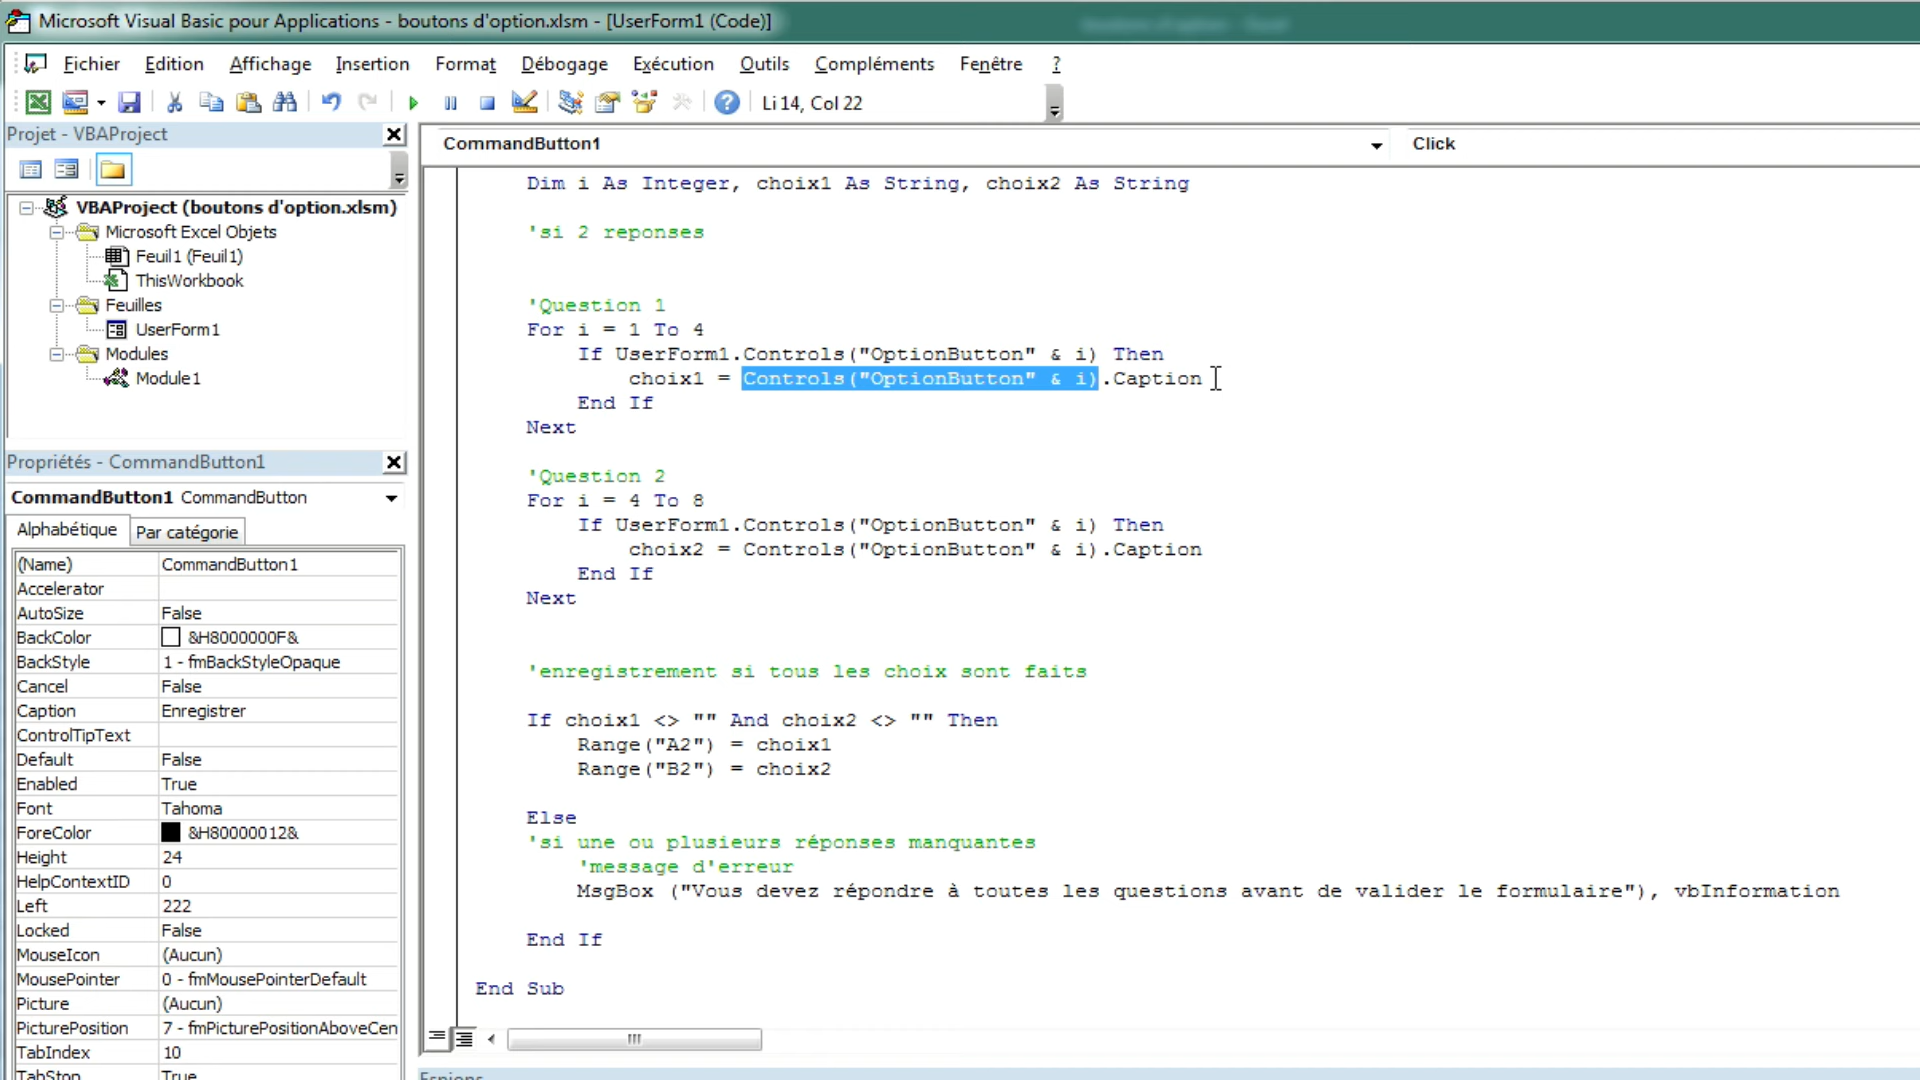 Microsoft Visual Basic pour Applications - boutons d'option.xlsm - [UserForm1 (Code)]
Fichier Edition Affichage Insertion Format Débogage Exécution Outils Compléments Fenêtre ?
Li 14, Col 22
Projet - VBAProject
VBAProject (boutons d'option.xlsm)
Microsoft Excel Objets
Feuil1 (Feuil1)
ThisWorkbook
Feuilles
UserForm1
Modules
Module1
Propriétés - CommandButton1
CommandButton1 CommandButton
Alphabétique Par catégorie
(Name) CommandButton1
Accelerator
AutoSize False
BackColor &H8000000F&
BackStyle 1 - fmBackStyleOpaque
Cancel False
Caption Enregistrer
ControlTipText
Default False
Enabled True
Font Tahoma
ForeColor &H80000012&
Height 24
HelpContextID 0
Left 222
Locked False
MouseIcon (Aucun)
MousePointer 0 - fmMousePointerDefault
Picture (Aucun)
PicturePosition 7 - fmPicturePositionAboveCen
TabIndex 10
TabStop True
CommandButton1 Click
Dim i As Integer, choix1 As String, choix2 As String
'si 2 reponses
'Question 1
For i = 1 To 4
If UserForm1.Controls("OptionButton" & i) Then
choix1 = Controls("OptionButton" & i).Caption
End If
Next
'Question 2
For i = 4 To 8
If UserForm1.Controls("OptionButton" & i) Then
choix2 = Controls("OptionButton" & i).Caption
End If
Next
'enregistrement si tous les choix sont faits
If choix1 <> "" And choix2 <> "" Then
Range("A2") = choix1
Range("B2") = choix2
Else
'si une ou plusieurs réponses manquantes
'message d'erreur
MsgBox ("Vous devez répondre à toutes les questions avant de valider le formulaire"), vbInformation
End If
End Sub
Espions